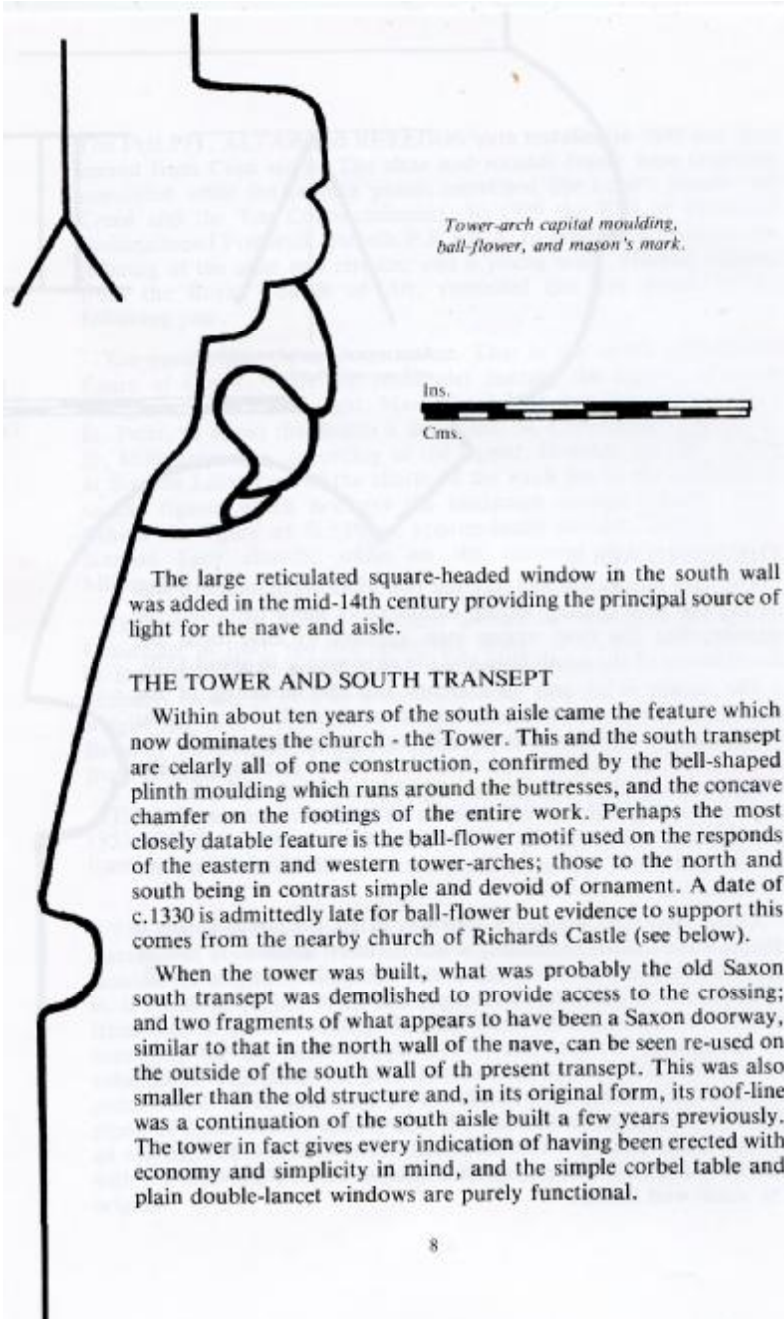 Tower-arch capital moulding,
ball-flower, and mason's mark.
Ins.
Cms.
The large reticulated square-headed window in the south wall
was added in the mid-14th century providing the principal source of
light for the nave and aisle.
THE TOWER AND SOUTH TRANSEPT
Within about ten years of the south aisle came the feature which
now dominates the church - the Tower. This and the south transept
are celarly all of one construction, confirmed by the bell-shaped
plinth moulding which runs around the buttresses, and the concave
chamfer on the footings of the entire work. Perhaps the most
closely datable feature is the ball-flower motif used on the responds
of the eastern and western tower-arches; those to the north and
south being in contrast simple and devoid of ornament. A date of
c.1330 is admittedly late for ball-flower but evidence to support this
comes from the nearby church of Richards Castle (see below).
When the tower was built, what was probably the old Saxon
south transept was demolished to provide access to the crossing;
and two fragments of what appears to have been a Saxon doorway,
similar to that in the north wall of the nave, can be seen re-used on
the outside of the south wall of th present transept. This was also
smaller than the old structure and, in its original form, its roof-line
was a continuation of the south aisle built a few years previously.
The tower in fact gives every indication of having been erected with
economy and simplicity in mind, and the simple corbel table and
plain double-lancet windows are purely functional.
8